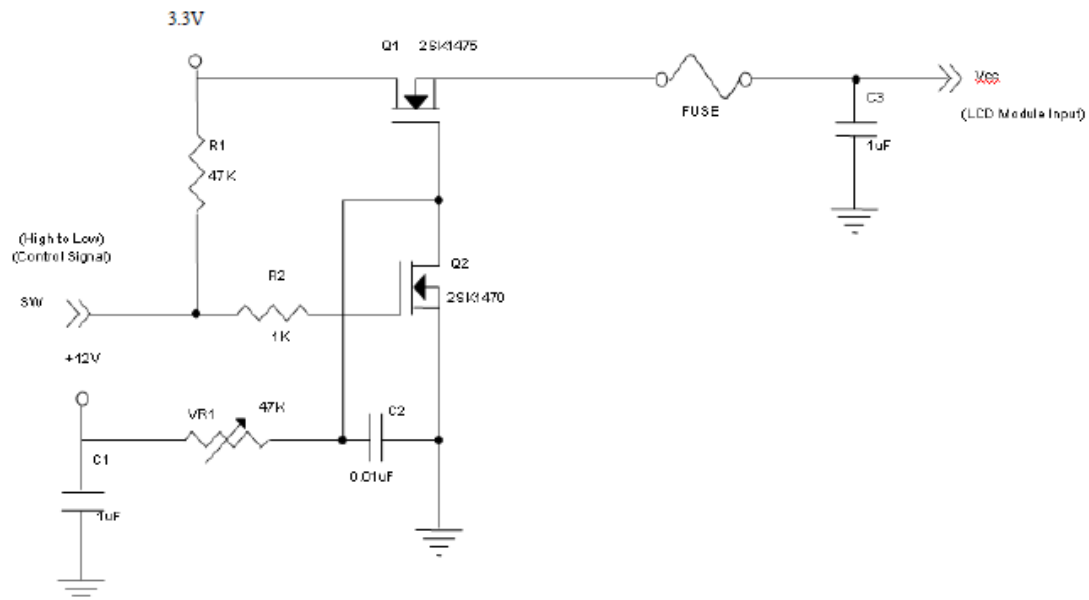 3.3V
Q1 2SK1475
FUSE
C3
1uF
Vcc
(LCD Module Input)
R1
47K
(High to Low)
(Control Signal)
SW
R2
1K
Q2
2SK1470
+12V
VR1
47K
C2
0.01uF
C1
1uF